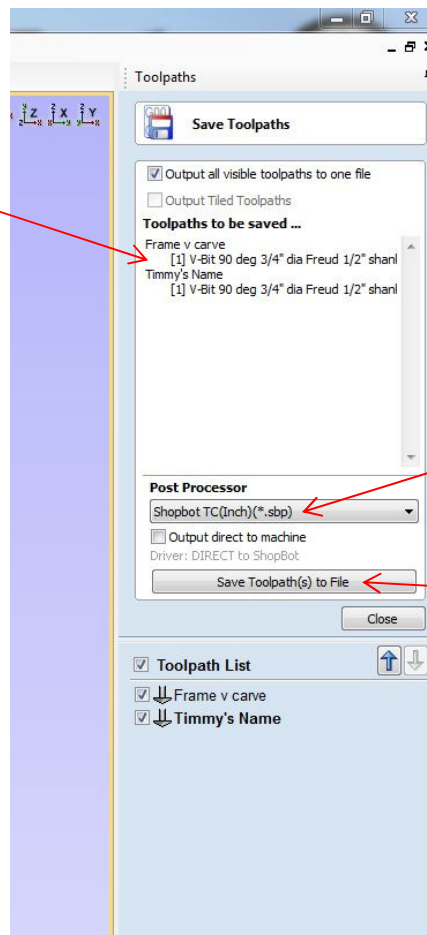 Toolpaths
Z X Y
G00
Save Toolpaths
Output all visible toolpaths to one file
Output Tiled Toolpaths
Toolpaths to be saved ...
Frame v carve
[1] V-Bit 90 deg 3/4" dia Freud 1/2" shanl
Timmy's Name
[1] V-Bit 90 deg 3/4" dia Freud 1/2" shanl
Post Processor
Shopbot TC(Inch)(*.sbp)
Output direct to machine
Driver: DIRECT to ShopBot
Save Toolpath(s) to File
Close
Toolpath List
Frame v carve
Timmy's Name